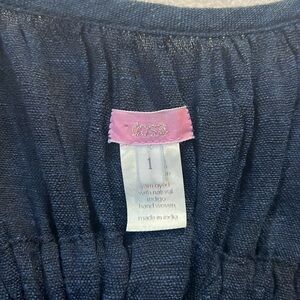 1
yarn dyed
with natural
indigo
hand woven
made in india